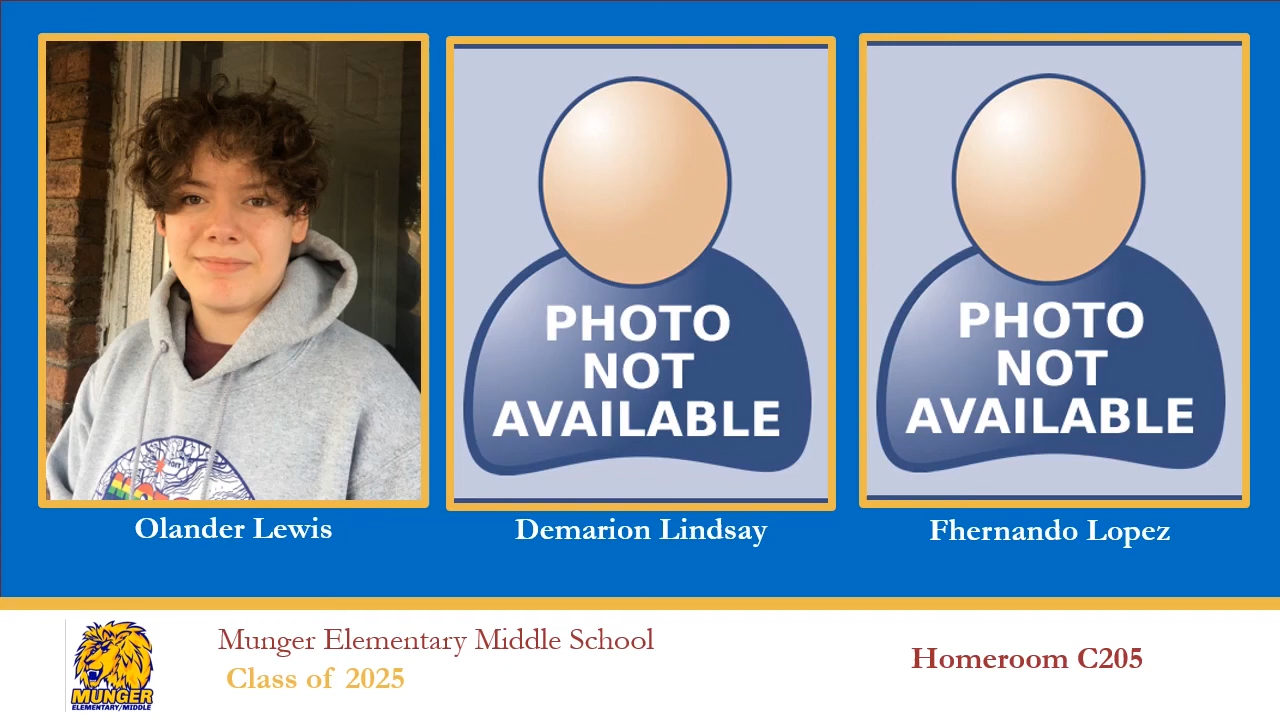 PHOTO
NOT
AVAILABLE
PHOTO
NOT
AVAILABLE
Olander Lewis
Demarion Lindsay
Fhernando Lopez
MUNGER
ELEMENTARY/MIDDLE
Munger Elementary Middle School
Class of 2025
Homeroom C205